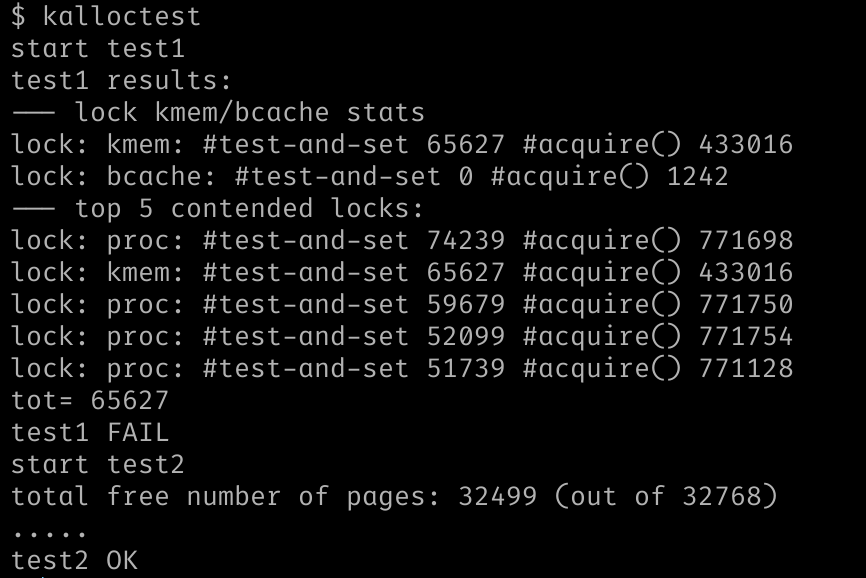 $ kalloctest
start test1
test1 results:
--- lock kmem/bcache stats
lock: kmem: #test-and-set 65627 #acquire() 433016
lock: bcache: #test-and-set 0 #acquire() 1242
--- top 5 contended locks:
lock: proc: #test-and-set 74239 #acquire() 771698
lock: kmem: #test-and-set 65627 #acquire() 433016
lock: proc: #test-and-set 59679 #acquire() 771750
lock: proc: #test-and-set 52099 #acquire() 771754
lock: proc: #test-and-set 51739 #acquire() 771128
tot= 65627
test1 FAIL
start test2
total free number of pages: 32499 (out of 32768)
.....
test2 OK